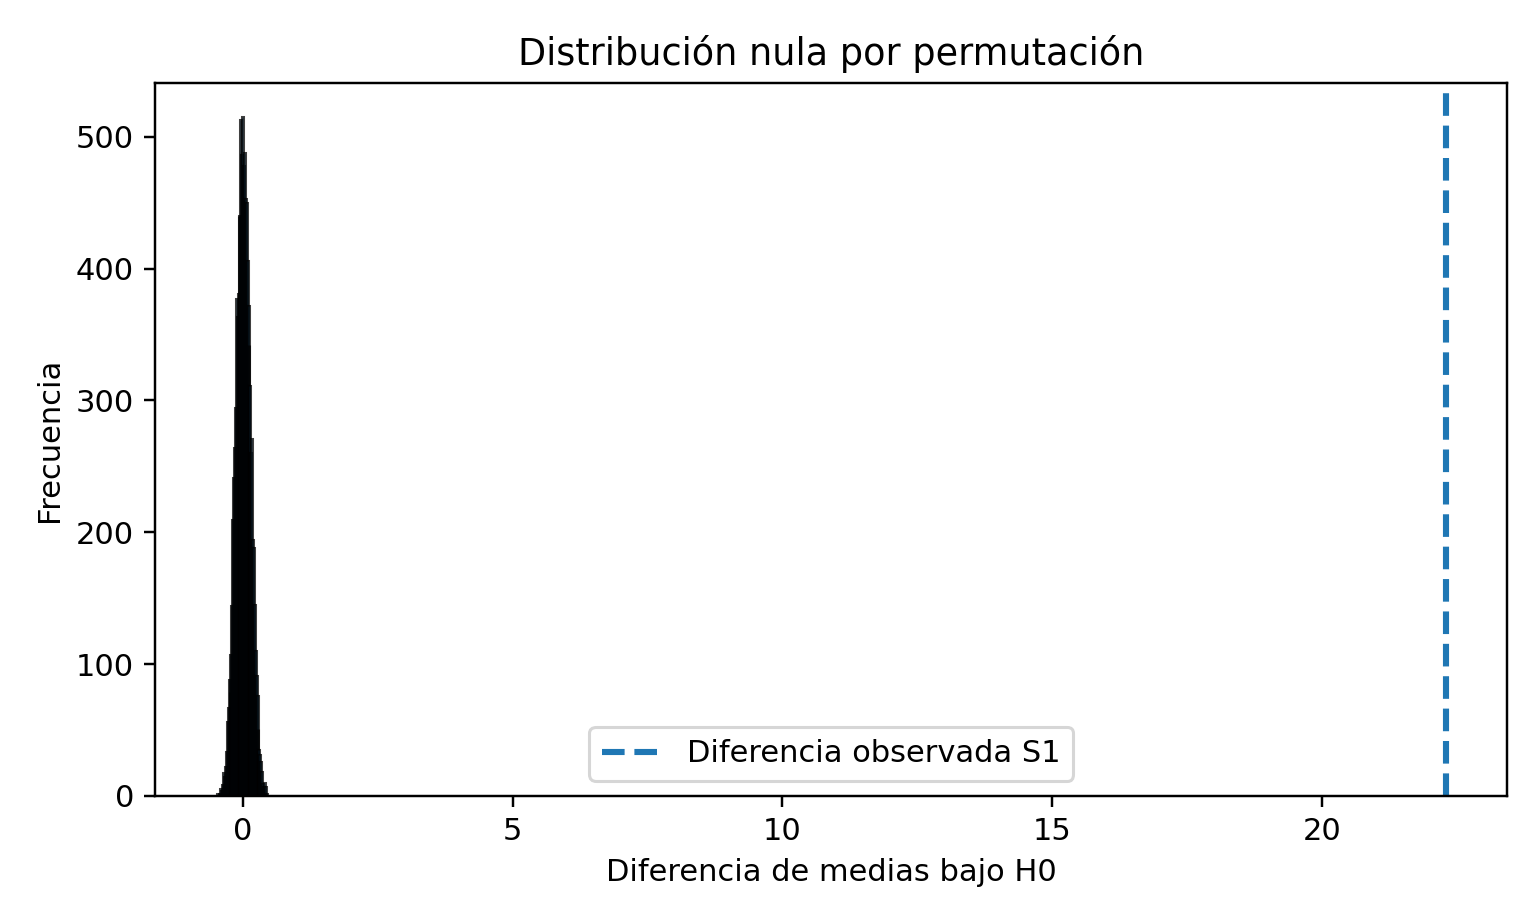 Distribución nula por permutación
Frecuencia
500
400
300
200
100
0
Diferencia observada S1
0
5
10
15
20
Diferencia de medias bajo H0